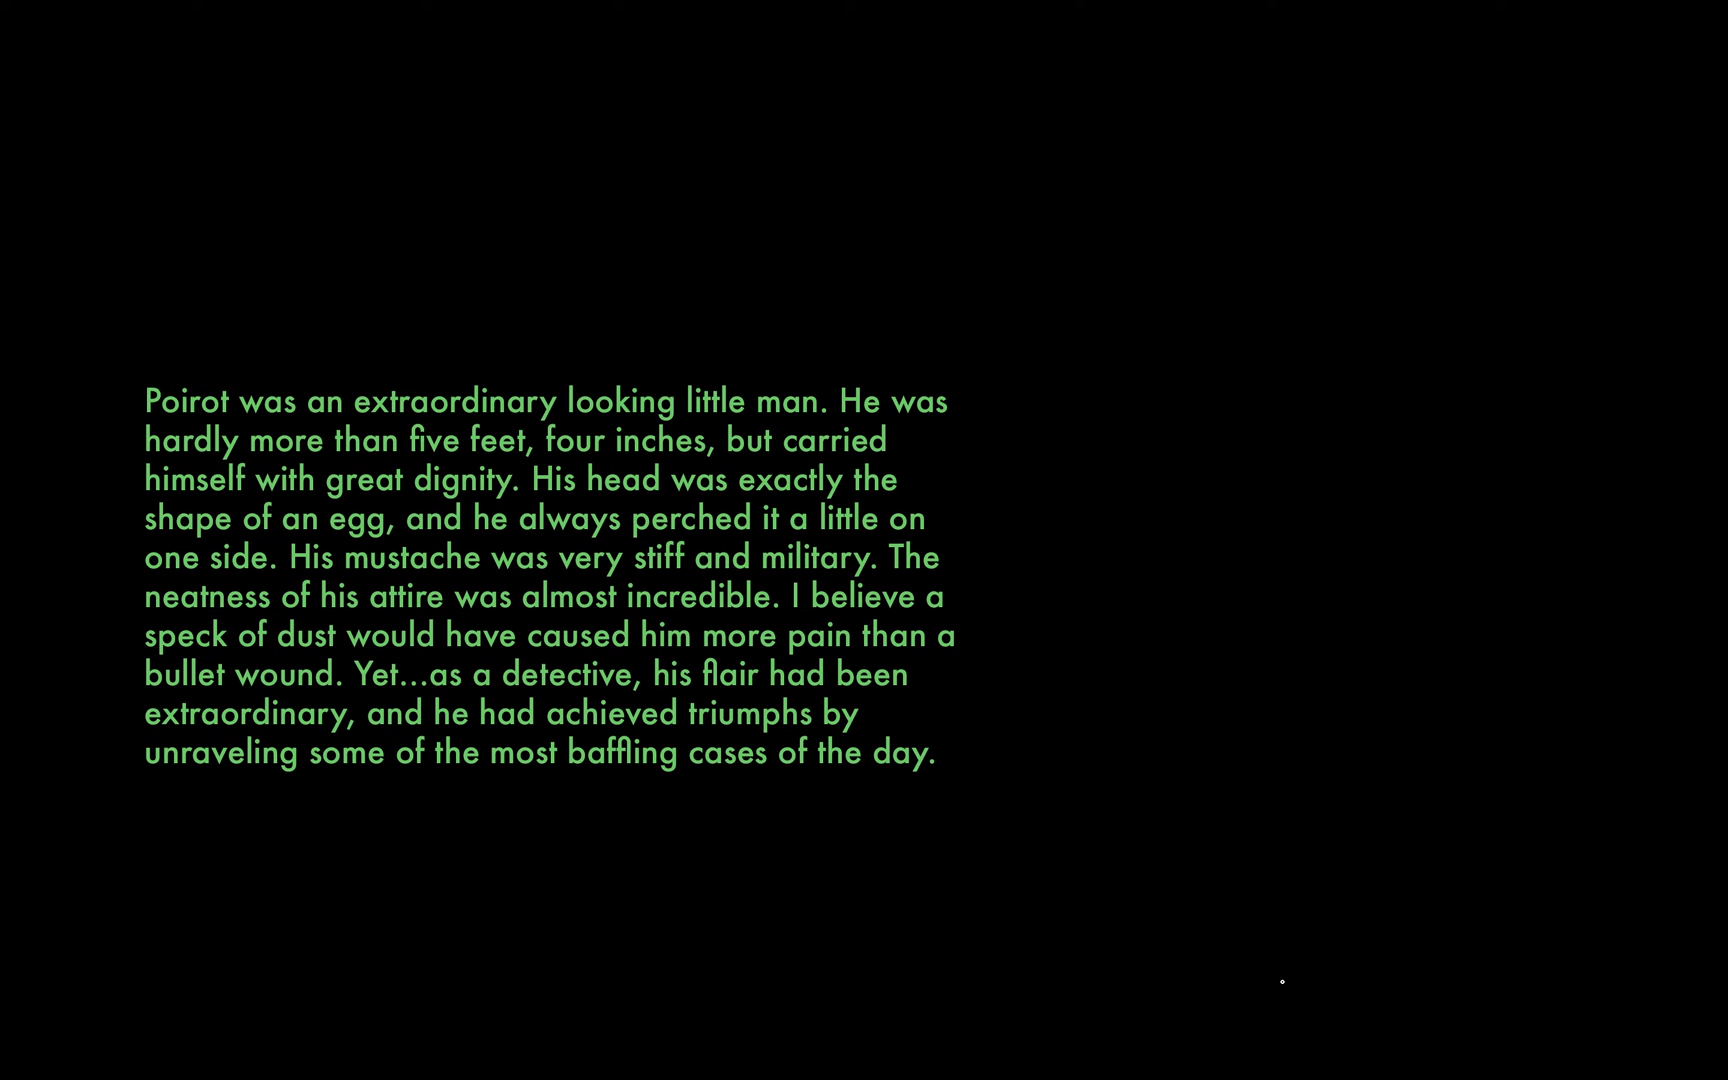 Poirot was an extraordinary looking little man. He was
hardly more than five feet, four inches, but carried
himself with great dignity. His head was exactly the
shape of an egg, and he always perched it a little on
one side. His mustache was very stiff and military. The
neatness of his attire was almost incredible. I believe a
speck of dust would have caused him more pain than a
bullet wound. Yet...as a detective, his flair had been
extraordinary, and he had achieved triumphs by
unraveling some of the most baffling cases of the day.